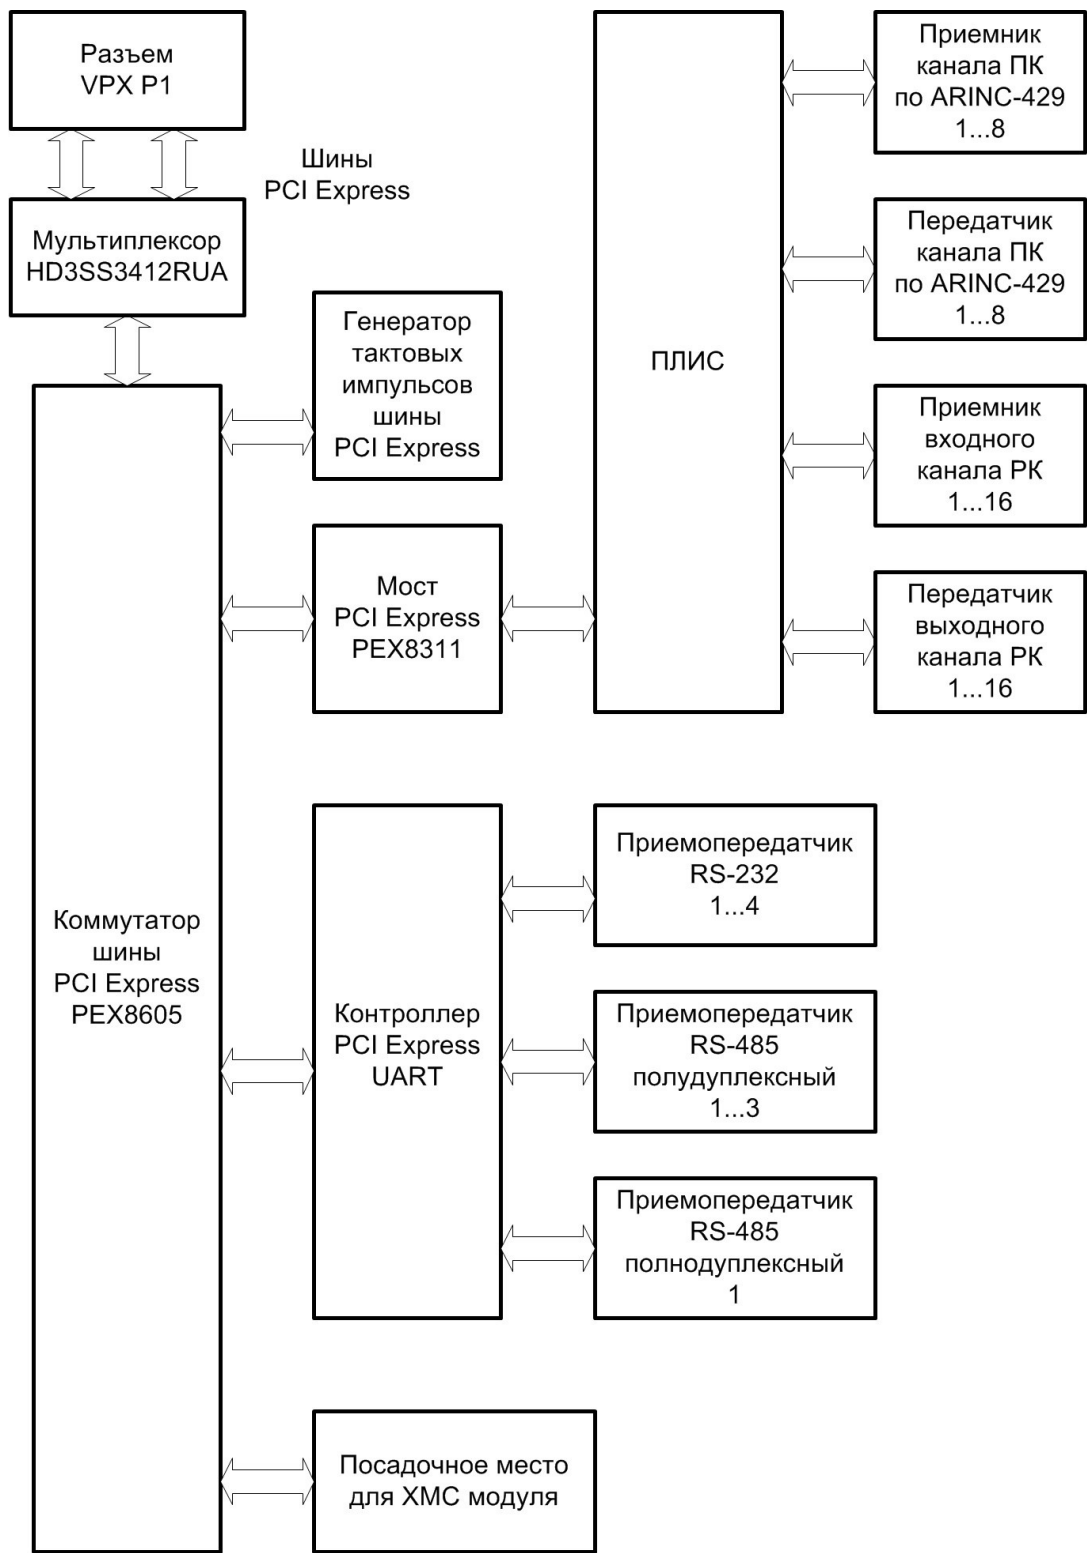 Разъем
VPX P1
Шины
PCI Express
Мультиплексор
HD3SS3412RUA
Генератор
тактовых
импульсов
шины
PCI Express
Мост
PCI Express
PEX8311
ПЛИС
Приемник
канала ПК
по ARINC-429
1...8
Передатчик
канала ПК
по ARINC-429
1...8
Приемник
входного
канала РК
1...16
Передатчик
выходного
канала РК
1...16
Коммутатор
шины
PCI Express
PEX8605
Контроллер
PCI Express
UART
Приемопередатчик
RS-232
1...4
Приемопередатчик
RS-485
полудуплексный
1...3
Приемопередатчик
RS-485
полнодуплексный
1
Посадочное место
для XMC модуля